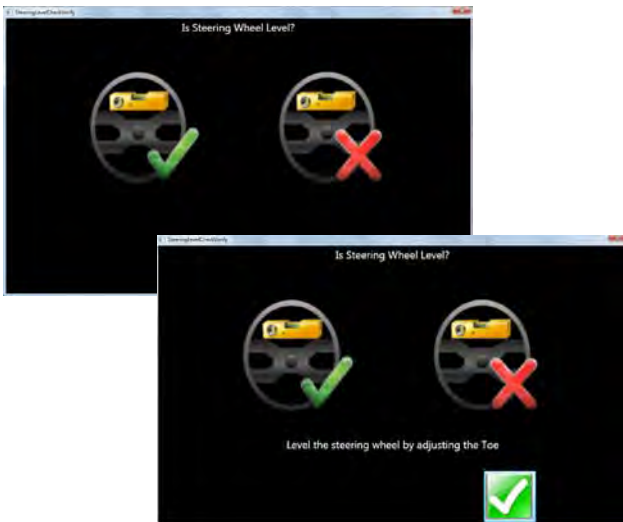 SteeringLevelCheckVerify
Is Steering Wheel Level?
SteeringLevelCheckVerify
Is Steering Wheel Level?
Level the steering wheel by adjusting the Toe